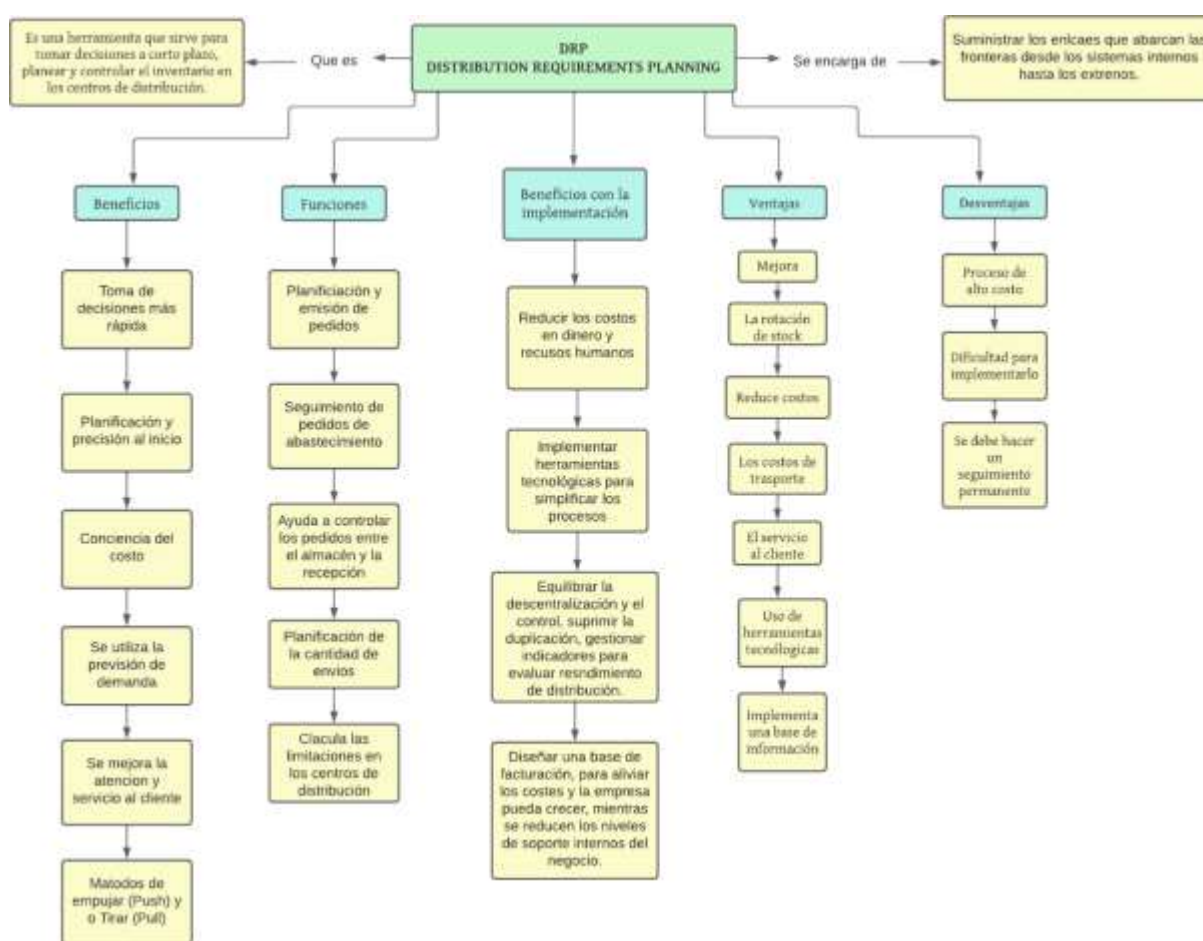 Es una herramienta que sirve para
tomar decisiones a corto plazo,
planear y controlar el inventario en
los centros de distribución.
Que es
DRP
DISTRIBUTION REQUIREMENTS PLANNING
Se encarga de
Suministrar los enlcaes que abarcan las
fronteras desde los sistemas internos
hasta los extrenos.
Beneficios
Toma de
decisiones más
rápida
Planificación y
precisión al inicio
Conciencia del
costo
Se utiliza la
previsión de
demanda
Se mejora la
atencion y
servicio al cliente
Matodos de
empujar (Push) y
o Tirar (Pull)
Funciones
Planificiación y
emisión de
pedidos
Seguimiento de
pedidos de
abastecimiento
Ayuda a controlar
los pedidos entre
el almacén y la
recepción
Planificación de
la cantidad de
envios
Clacula las
limitaciones en
los centros de
distribución
Beneficios con la
implementación
Reducir los costos
en dinero y
recusos humanos
Implementar
herramientas
tecnológicas para
simplificar los
procesos
Equilibrar la
descentralización y el
control, suprimir la
duplicación, gestionar
indicadores para
evaluar resndimiento
de distribución.
Diseñar una base de
facturación, para aliviar
los costes y la empresa
pueda crecer, mientras
se reducen los niveles
de soporte internos del
negocio.
Ventajas
Mejora
La rotación
de stock
Reduce costos
Los costos de
trasporte
El servicio
al cliente
Uso de
herramientas
tecnólogicas
Implementa
una base de
información
Desventajas
Proceso de
alto costo
Dificultad para
implementarlo
Se debe hacer
un
seguimiento
permanente